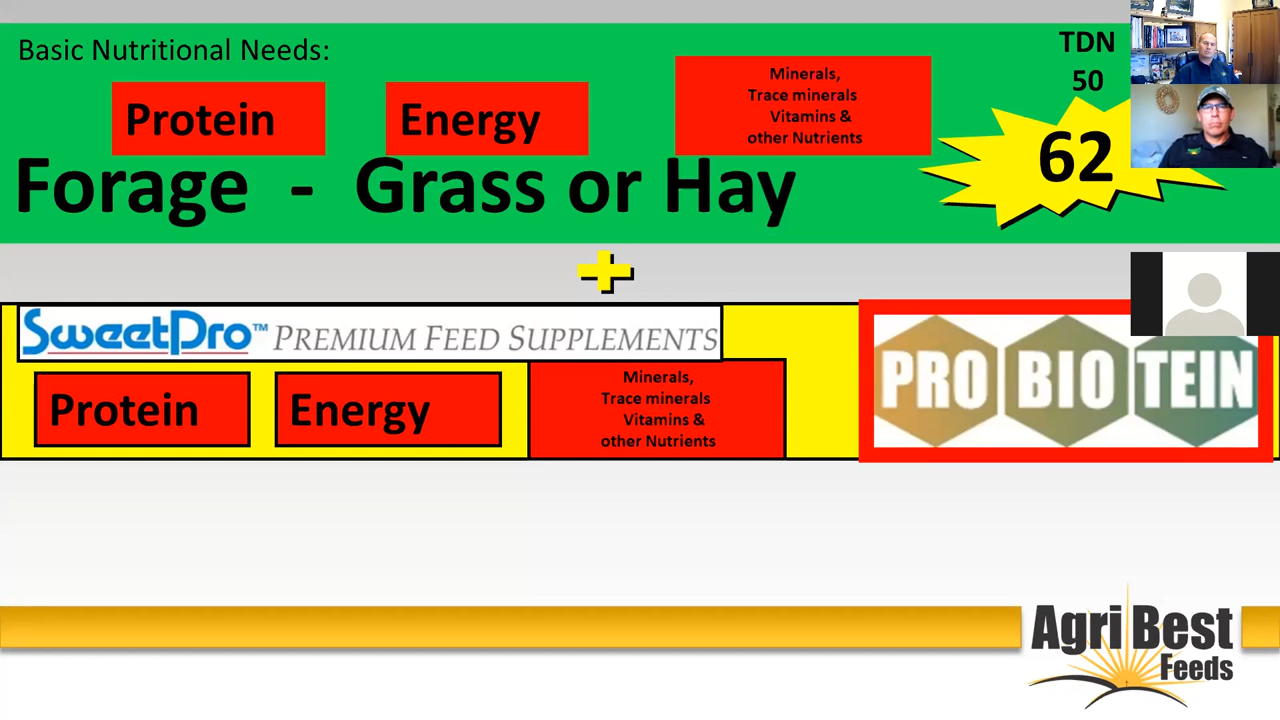 Basic Nutritional Needs:
TDN
50
Protein
Energy
Minerals,
Trace minerals
Vitamins &
other Nutrients
62
Forage - Grass or Hay
+
SweetPro™ PREMIUM FEED SUPPLEMENTS
Protein
Energy
Minerals,
Trace minerals
Vitamins &
other Nutrients
PRO BIO TEIN
Agri Best
Feeds